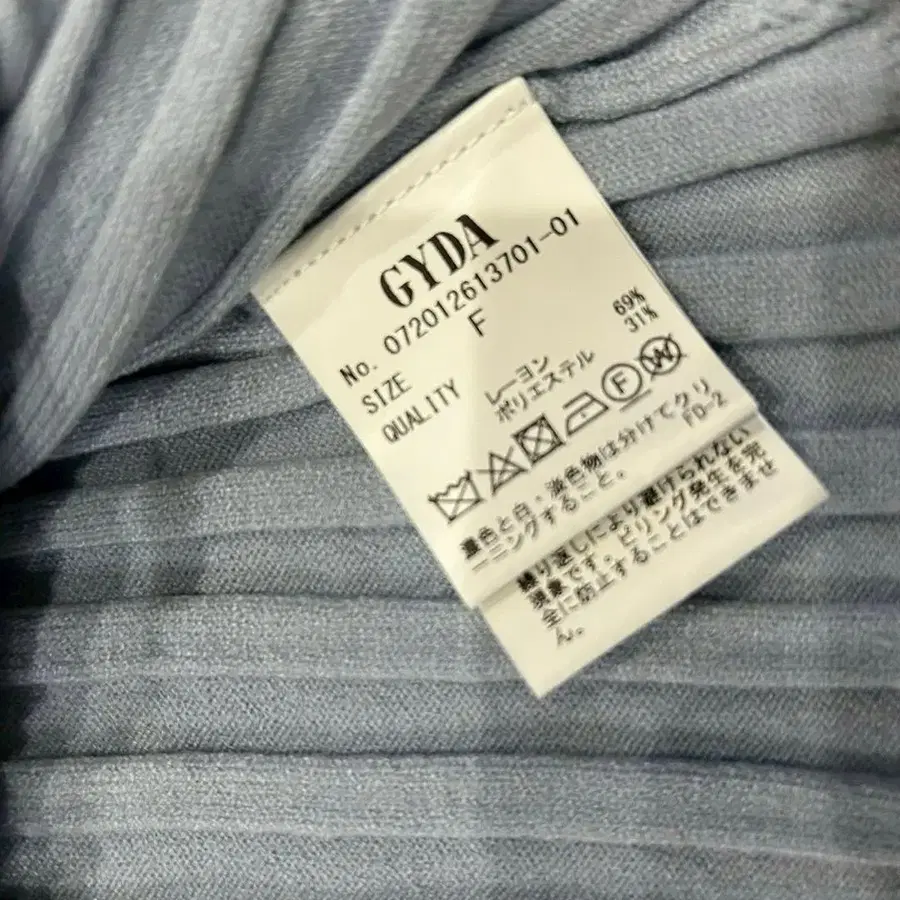 GYDA
No. 072012613701-01
SIZE F
QUALITY レーヨン 69%
ポリエステル 31%
F W
FD-2
濃色と白・淡色物は分けてクリ
ーニングすること。
繰り返しにより避けられない
現象です。ピリング発生を完
全に防止することはできませ
ん。